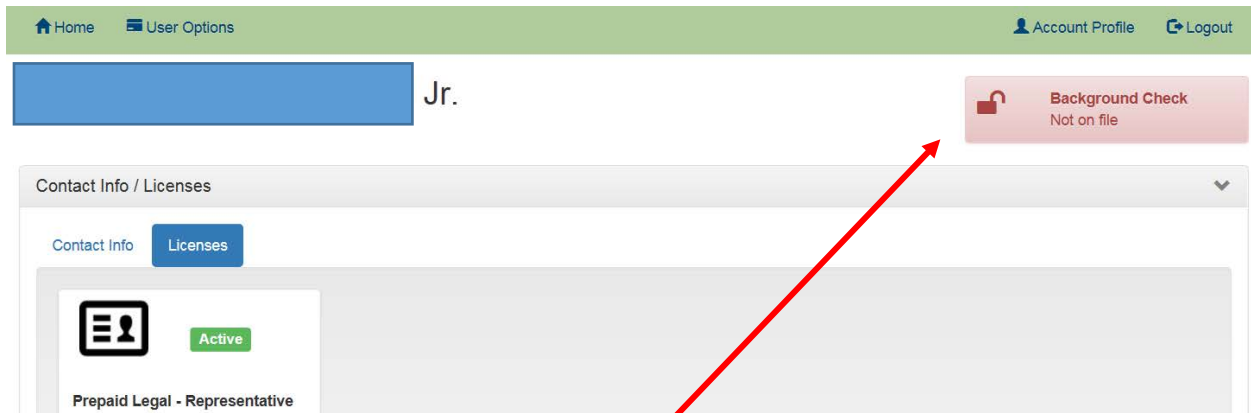 Home User Options Account Profile Logout
Jr.
Background Check
Not on file
Contact Info / Licenses
Contact Info Licenses
Active
Prepaid Legal - Representative